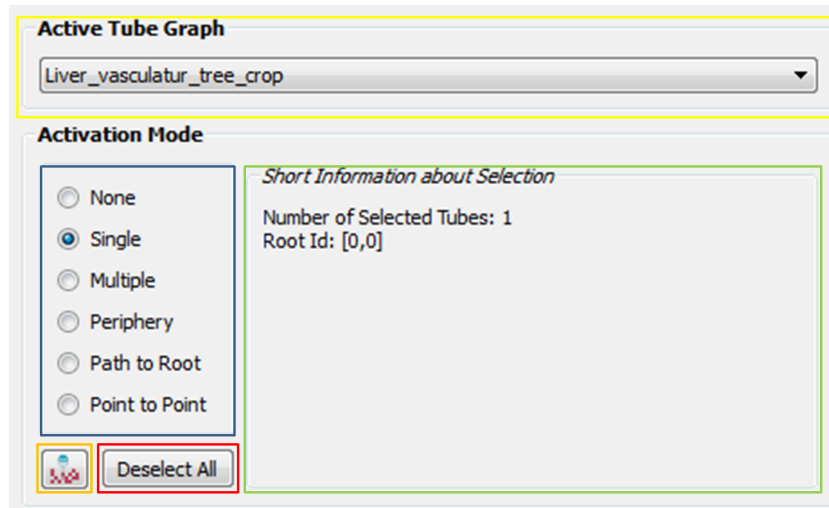 Active Tube Graph
Liver_vasculatur_tree_crop
Activation Mode
None
Single
Multiple
Periphery
Path to Root
Point to Point
Deselect All
Short Information about Selection
Number of Selected Tubes: 1
Root Id: [0,0]